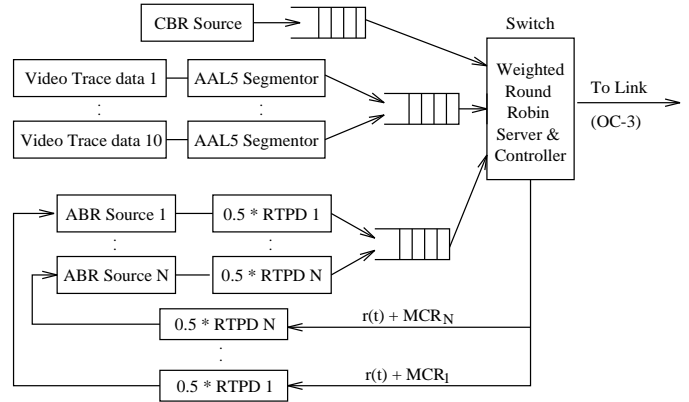 CBR Source
Switch
Weighted
Round
Robin
Server &
Controller
To Link
(OC-3)
Video Trace data 1
AAL5 Segmentor
Video Trace data 10
AAL5 Segmentor
ABR Source 1
0.5 * RTPD 1
ABR Source N
0.5 * RTPD N
0.5 * RTPD N
r(t) + MCR_N
0.5 * RTPD 1
r(t) + MCR_1